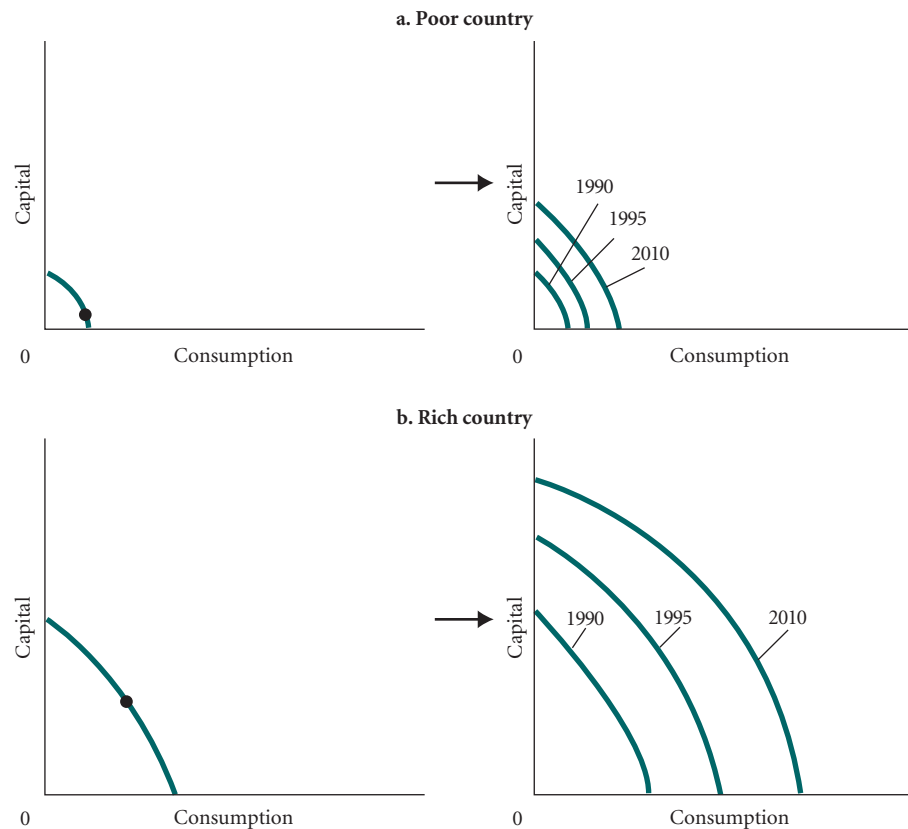 a. Poor country
Capital
0
Consumption
Capital
1990
1995
2010
0
Consumption
b. Rich country
Capital
0
Consumption
Capital
1990
1995
2010
0
Consumption